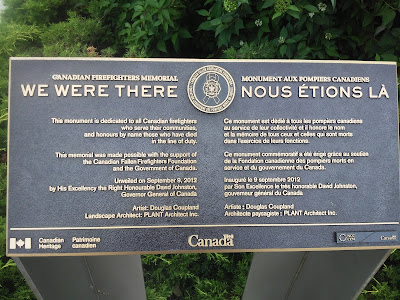 CANADIAN FIREFIGHTERS MEMORIAL
WE WERE THERE
This monument is dedicated to all Canadian firefighters
who serve their communities,
and honours by name those who have died
in the line of duty.
This memorial was made possible with the support of
the Canadian Fallen Firefighters Foundation
and the Government of Canada.
Unveiled on September 9, 2012
by His Excellency the Right Honourable David Johnston,
Governor General of Canada
Artist: Douglas Coupland
Landscape Architect: PLANT Architect Inc.
MONUMENT AUX POMPIERS CANADIENS
NOUS ÉTIONS LÀ
Ce monument est dédié à tous les pompiers canadiens
au service de leur collectivité et il honore le nom
et la mémoire de tous ceux et celles qui sont morts
dans l'exercice de leurs fonctions.
Ce monument commémoratif a été érigé grâce au soutien
de la Fondation canadienne des pompiers morts en
service et du gouvernement du Canada.
Inauguré le 9 septembre 2012
par Son Excellence le très honorable David Johnston,
gouverneur général du Canada
Artiste : Douglas Coupland
Architecte paysagiste : PLANT Architect Inc.
Canadian Heritage
Patrimoine canadien
Canada